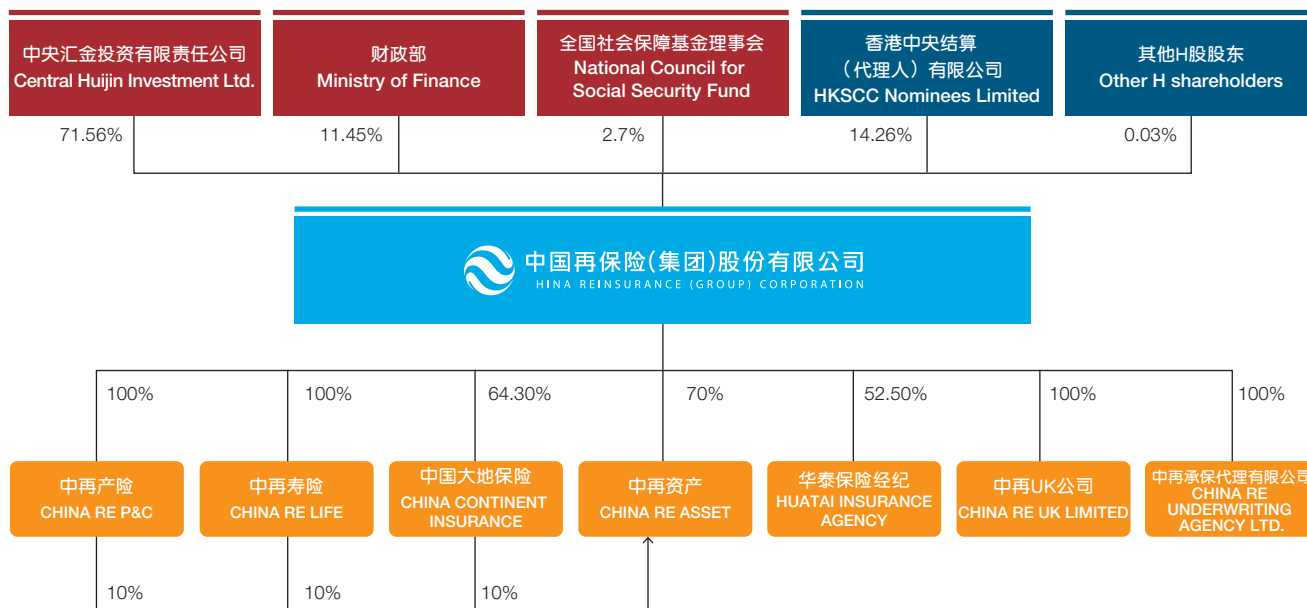 中央汇金投资有限责任公司
Central Huijin Investment Ltd.
财政部
Ministry of Finance
全国社会保障基金理事会
National Council for
Social Security Fund
香港中央结算
（代理人）有限公司
HKSCC Nominees Limited
其他H股股东
Other H shareholders
71.56%
11.45%
2.7%
14.26%
0.03%
中国再保险(集团)股份有限公司
HINA REINSURANCE (GROUP) CORPORATION
100%
100%
64.30%
70%
52.50%
100%
100%
中再产险
CHINA RE P&C
中再寿险
CHINA RE LIFE
中国大地保险
CHINA CONTINENT
INSURANCE
中再资产
CHINA RE ASSET
华泰保险经纪
HUATAI INSURANCE
AGENCY
中再UK公司
CHINA RE UK LIMITED
中再承保代理有限公司
CHINA RE
UNDERWRITING
AGENCY LTD.
10%
10%
10%